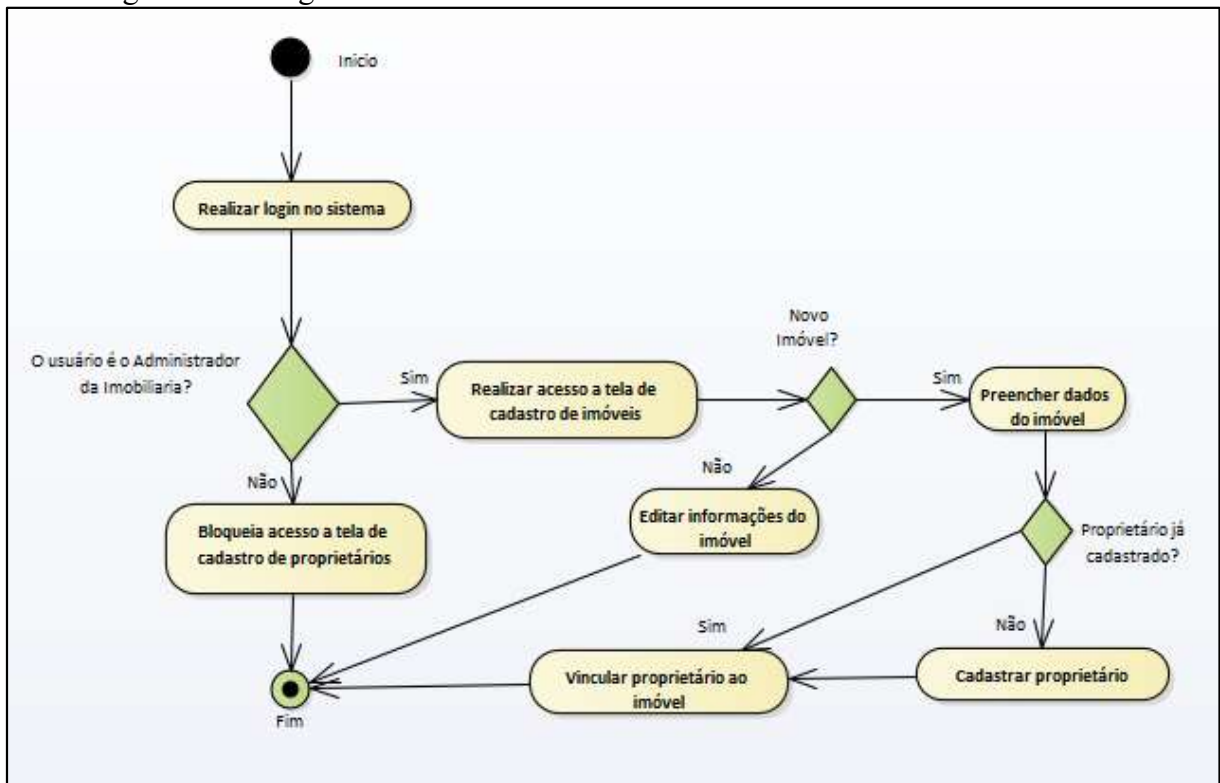 Inicio
Realizar login no sistema
O usuário é o Administrador
da Imobiliaria?
Sim
Realizar acesso a tela de
cadastro de imóveis
Novo
Imóvel?
Sim
Preencher dados
do imóvel
Não
Bloqueia acesso a tela de
cadastro de proprietários
Não
Editar informações do
imóvel
Proprietário já
cadastrado?
Sim
Não
Vincular proprietário ao
imóvel
Cadastrar proprietário
Fim